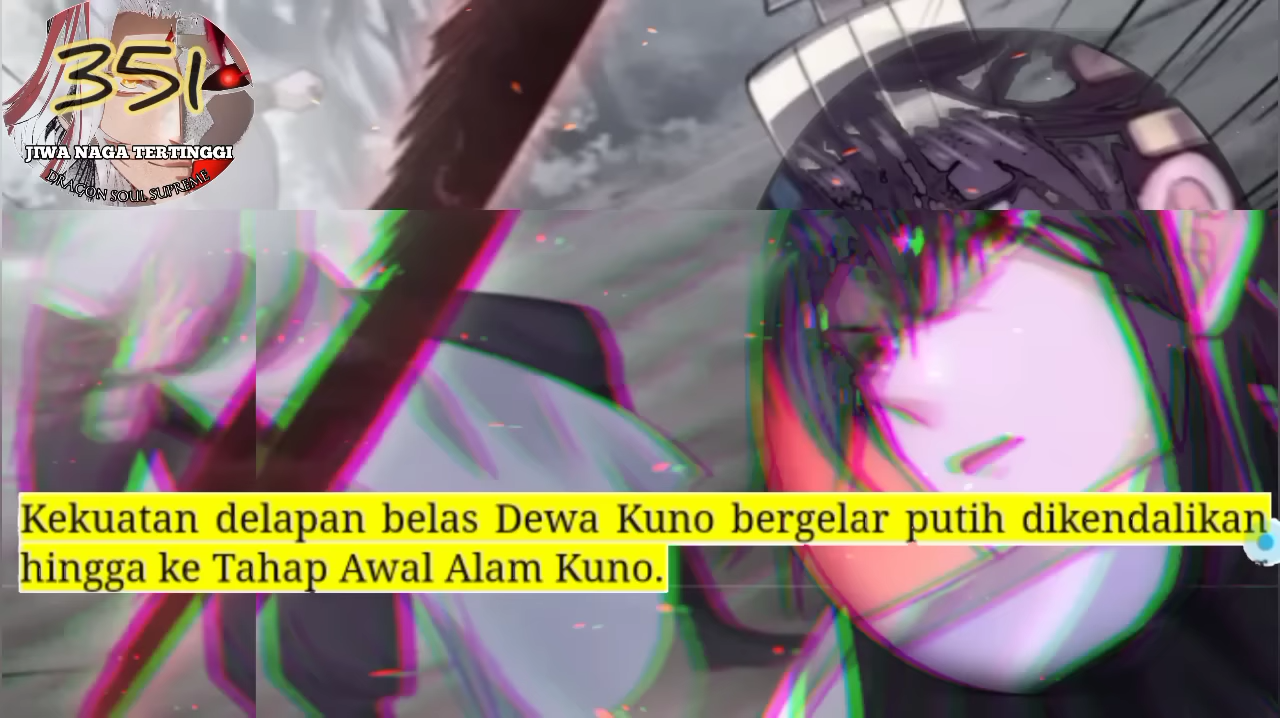 351
JIWA NAGA TERTINGGI
DRAGON SOUL SUPREME
Kekuatan delapan belas Dewa Kuno bergelar putih dikendalikan
hingga ke Tahap Awal Alam Kuno.